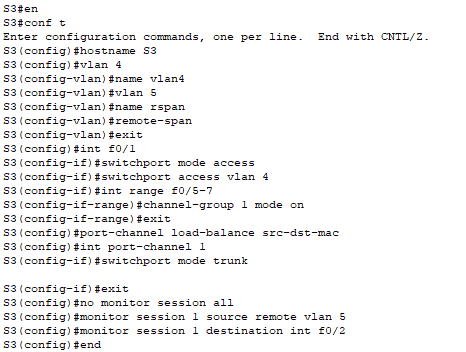 S3#en
S3#conf t
Enter configuration commands, one per line.  End with CNTL/Z.
S3(config)#hostname S3
S3(config)#vlan 4
S3(config-vlan)#name vlan4
S3(config-vlan)#vlan 5
S3(config-vlan)#name rspan
S3(config-vlan)#remote-span
S3(config-vlan)#exit
S3(config)#int f0/1
S3(config-if)#switchport mode access
S3(config-if)#switchport access vlan 4
S3(config-if)#int range f0/5-7
S3(config-if-range)#channel-group 1 mode on
S3(config-if-range)#exit
S3(config)#port-channel load-balance src-dst-mac
S3(config)#int port-channel 1
S3(config-if)#switchport mode trunk
S3(config-if)#exit
S3(config)#no monitor session all
S3(config)#monitor session 1 source remote vlan 5
S3(config)#monitor session 1 destination int f0/2
S3(config)#end